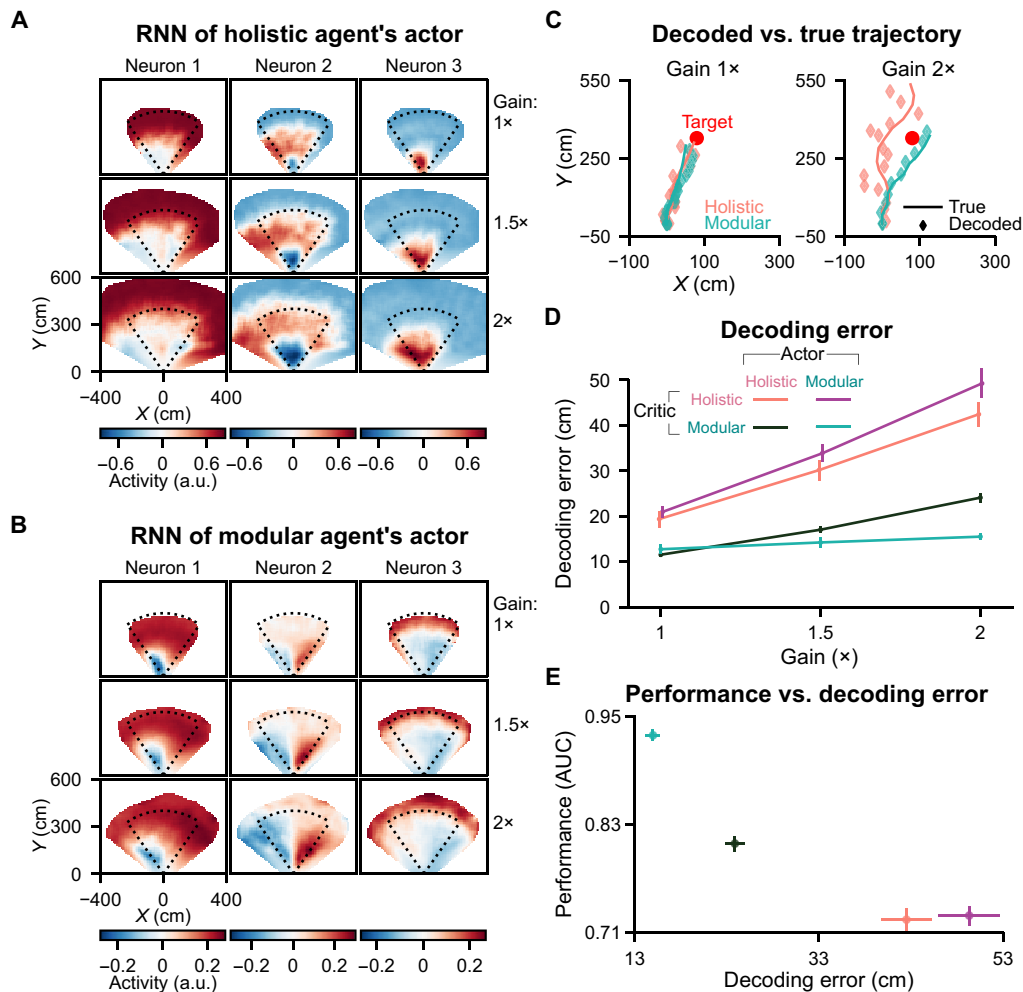 A
RNN of holistic agent's actor
Neuron 1 Neuron 2 Neuron 3
Gain:
1×
1.5×
2×
600
300
0
Y (cm)
−400 0 400
X (cm)
−0.6 0 0.6 −0.6 0 0.6 −0.6 0 0.6
Activity (a.u.)
B
RNN of modular agent's actor
Neuron 1 Neuron 2 Neuron 3
Gain:
1×
1.5×
2×
600
300
0
Y (cm)
−400 0 400
X (cm)
−0.2 0 0.2 −0.2 0 0.2 −0.2 0 0.2
Activity (a.u.)
C
Decoded vs. true trajectory
Gain 1× Gain 2×
550
250
−50
Y (cm)
Target
Holistic
Modular
−100 100 300
550
250
−50
True
Decoded
−100 100 300
X (cm)
D
Decoding error
Actor
Holistic Modular
Critic
Holistic
Modular
50
40
30
20
10
0
Decoding error (cm)
1 1.5 2
Gain (×)
E
Performance vs. decoding error
0.95
0.83
0.71
Performance (AUC)
13 33 53
Decoding error (cm)